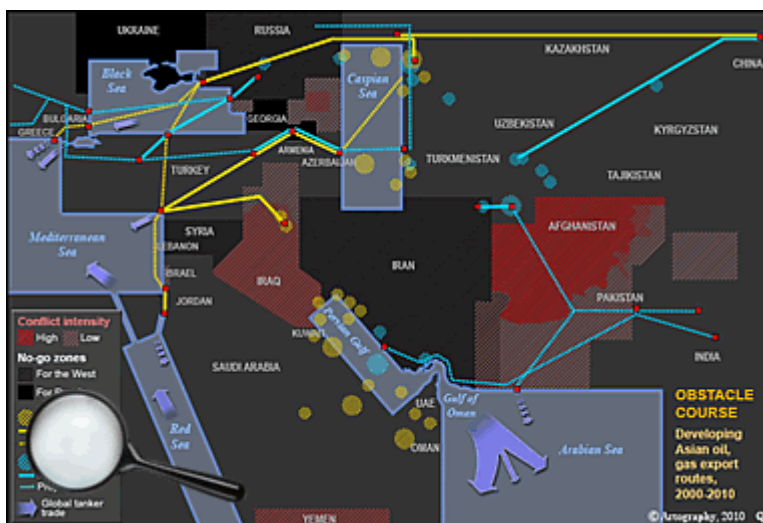 UKRAINE
RUSSIA
KAZAKHSTAN
CHINA
Black
Sea
Caspian
Sea
BULGARIA
GEORGIA
UZBEKISTAN
KYRGYZSTAN
GREECE
ARMENIA
AZERBAIJAN
TURKMENISTAN
TURKEY
TAJIKISTAN
SYRIA
AFGHANISTAN
Mediterranean
Sea
LEBANON
IRAN
ISRAEL
IRAQ
JORDAN
PAKISTAN
Conflict intensity
High
Low
KUWAIT
Persian Gulf
No-go zones
INDIA
For the West
SAUDI ARABIA
For
UAE
Gulf of
Oman
OMAN
Red
Sea
Arabian Sea
OBSTACLE
COURSE
Developing
Asian oil,
gas export
routes,
2000-2010
Global tanker
trade
YEMEN
©Artography, 2010